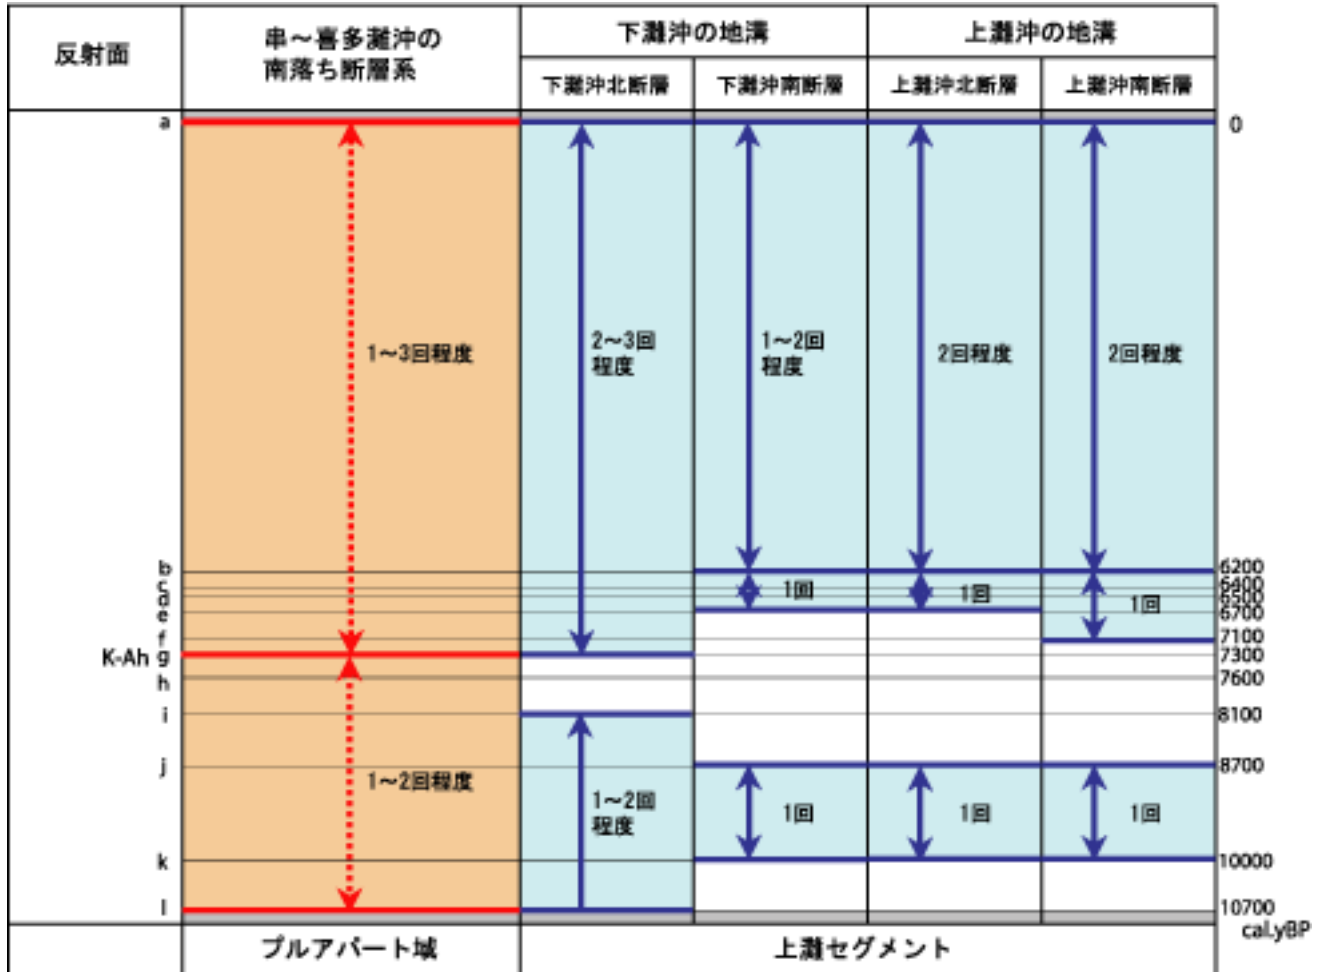 反射面
串～喜多灘沖の
南落ち断層系
下灘沖の地溝
上灘沖の地溝
下灘沖北断層
下灘沖南断層
上灘沖北断層
上灘沖南断層
a
0
1～3回程度
2～3回
程度
1～2回
程度
2回程度
2回程度
b
6200
c
6400
d
6500
e
6700
1回
1回
1回
f
7100
K-Ah g
7300
h
7600
i
8100
j
8700
1～2回程度
1～2回
程度
1回
1回
1回
k
10000
l
10700
cal.yBP
プルアパート域
上灘セグメント